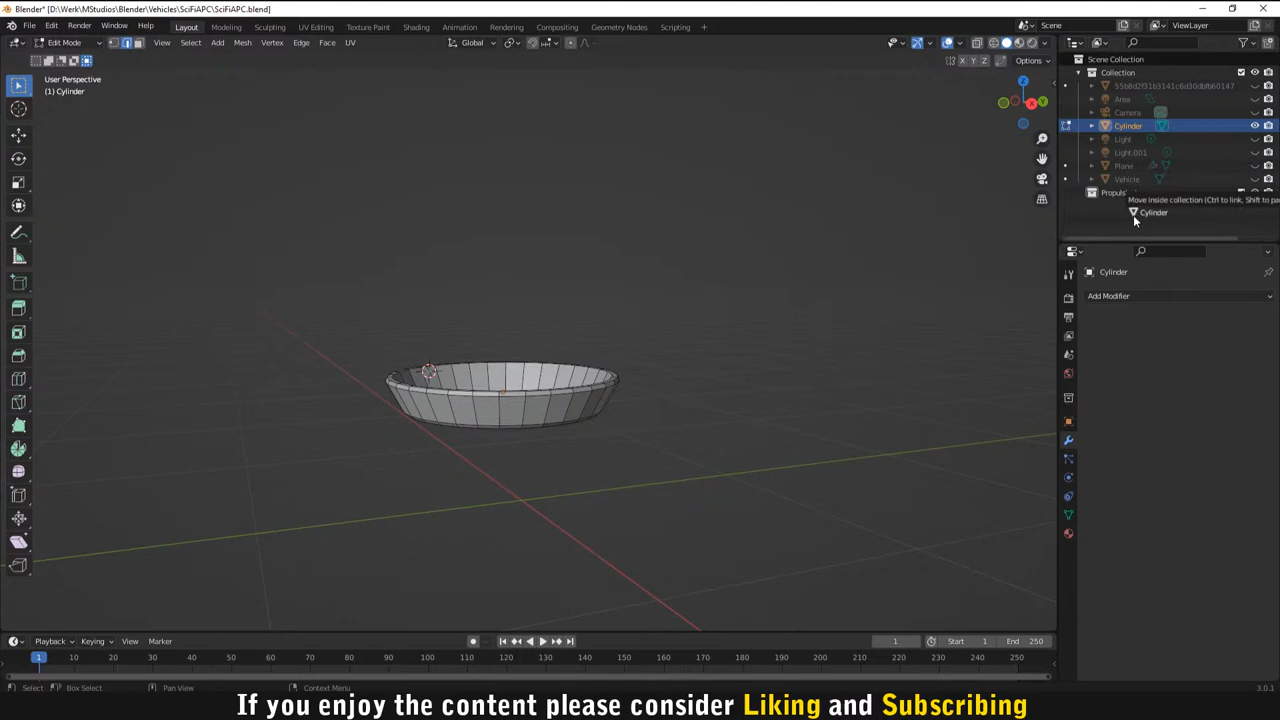 Blender* [D:\Werk\MStudios\Blender\Vehicles\SciFiAPC\SciFiAPC.blend]
File Edit Render Window Help Layout Modeling Sculpting UV Editing Texture Paint Shading Animation Rendering Compositing Geometry Nodes Scripting Scene ViewLayer
Edit Mode View Select Add Mesh Vertex Edge Face UV Global
X Y Z Options
User Perspective
(1) Cylinder
Z
X Y
Scene Collection
Collection
55b8d2f31b3141c6d30dbfb60147
Area
Camera
Cylinder
Light
Light.001
Plane
Vehicle
Propuls
Move inside collection (Ctrl to link, Shift to pa
Cylinder
Cylinder
Add Modifier
Playback Keying View Marker 1 Start 1 End 250
1 10 20 30 40 50 60 70 80 90 100 110 120 130 140 150 160 170 180 190 200 210 220 230 240 250
Select Box Select Pan View Context Menu 3.0.1
If you enjoy the content please consider Liking and Subscribing